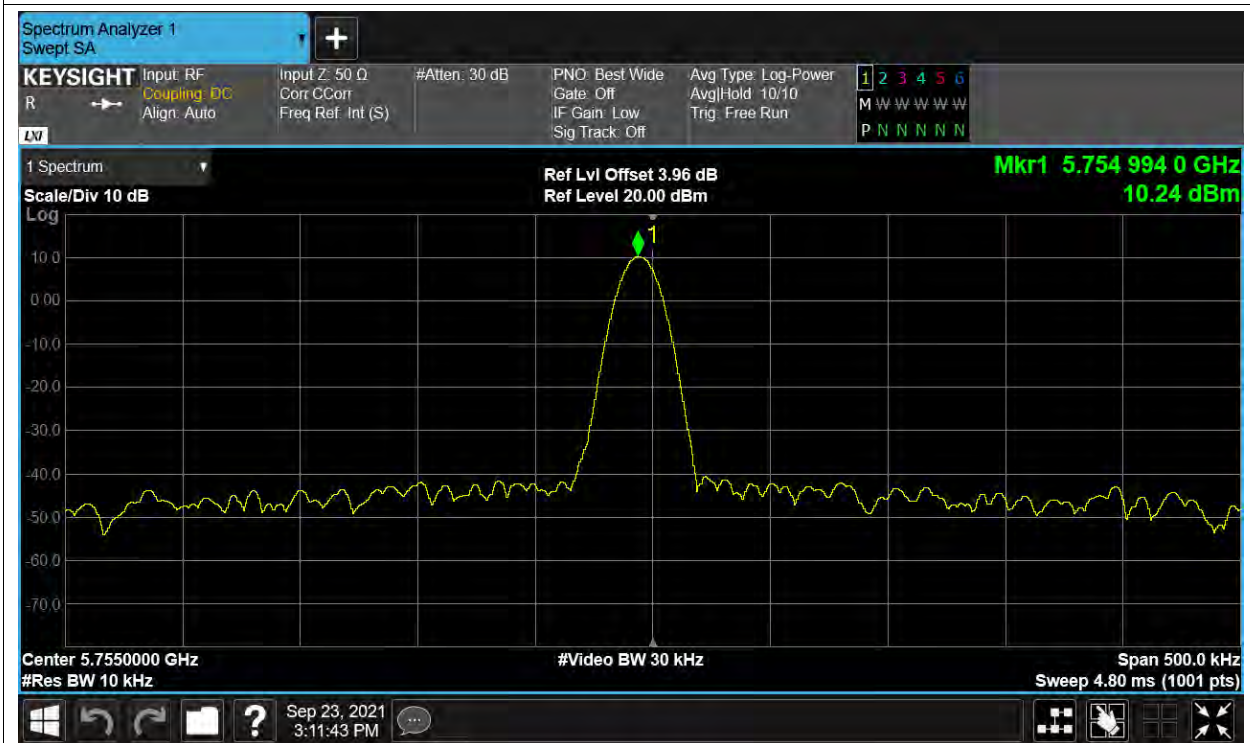 Spectrum Analyzer 1
Swept SA
+
KEYSIGHT
R
LXI
Input: RF
Coupling: DC
Align: Auto
Input Z: 50 Ω
Corr CCorr
Freq Ref: Int (S)
#Atten: 30 dB
PNO: Best Wide
Gate: Off
IF Gain: Low
Sig Track: Off
Avg Type: Log-Power
Avg|Hold: 10/10
Trig: Free Run
1 2 3 4 5 6
M W W W W W
P N N N N N
1 Spectrum
Scale/Div 10 dB
Log
Ref Lvl Offset 3.96 dB
Ref Level 20.00 dBm
Mkr1 5.754 994 0 GHz
10.24 dBm
1
10.0
0.00
-10.0
-20.0
-30.0
-40.0
-50.0
-60.0
-70.0
Center 5.7550000 GHz
#Res BW 10 kHz
#Video BW 30 kHz
Span 500.0 kHz
Sweep 4.80 ms (1001 pts)
?
Sep 23, 2021
3:11:43 PM